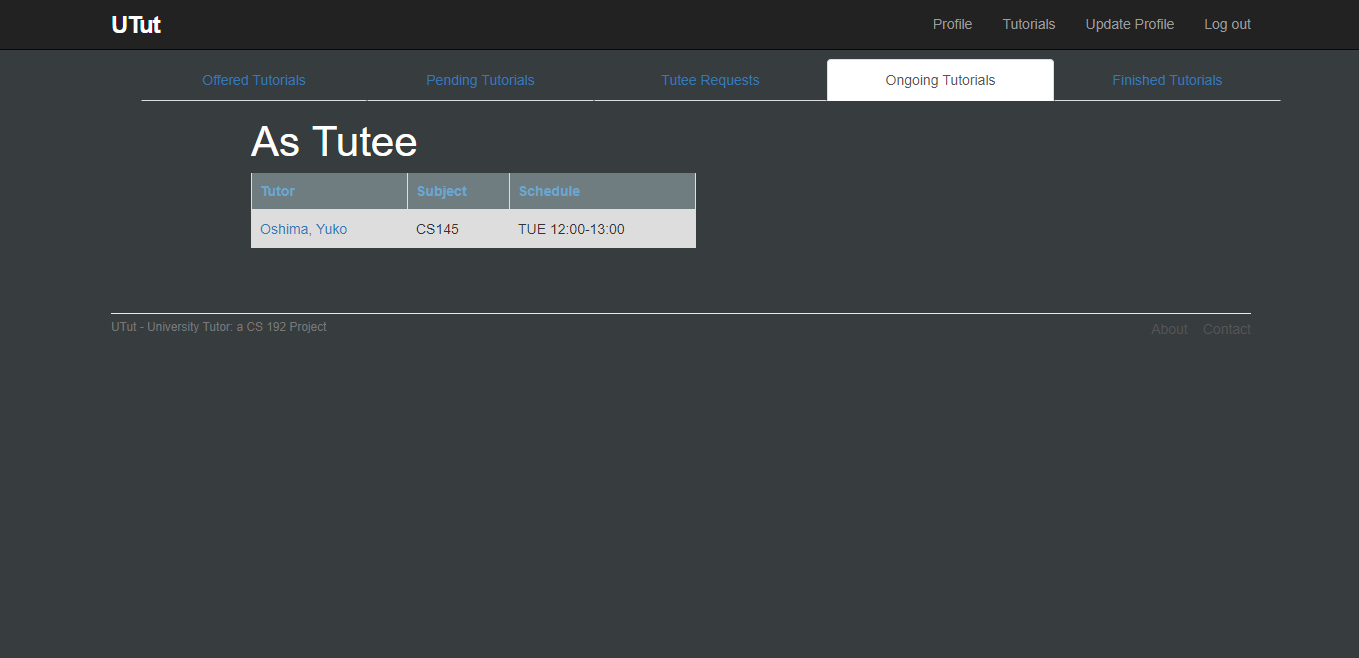 UTut Profile Tutorials Update Profile Log out
Offered Tutorials Pending Tutorials Tutee Requests Ongoing Tutorials Finished Tutorials
As Tutee
Tutor Subject Schedule
Oshima, Yuko CS145 TUE 12:00-13:00
UTut - University Tutor: a CS 192 Project About Contact